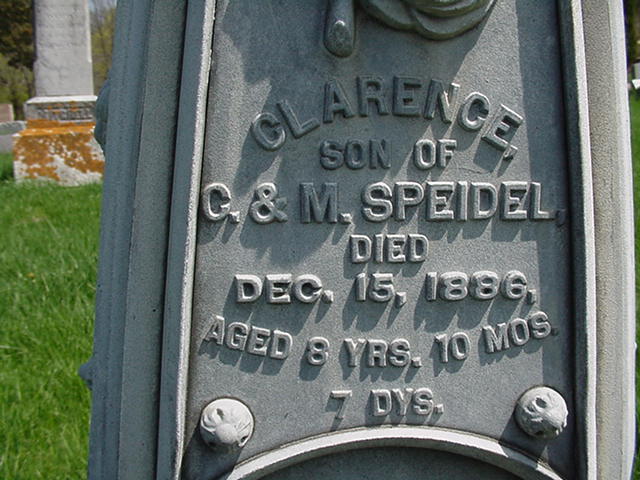 CLARENCE,
SON OF
C. & M. SPEIDEL,
DIED
DEC. 15, 1886,
AGED 8 YRS. 10 MOS.
7 DYS.